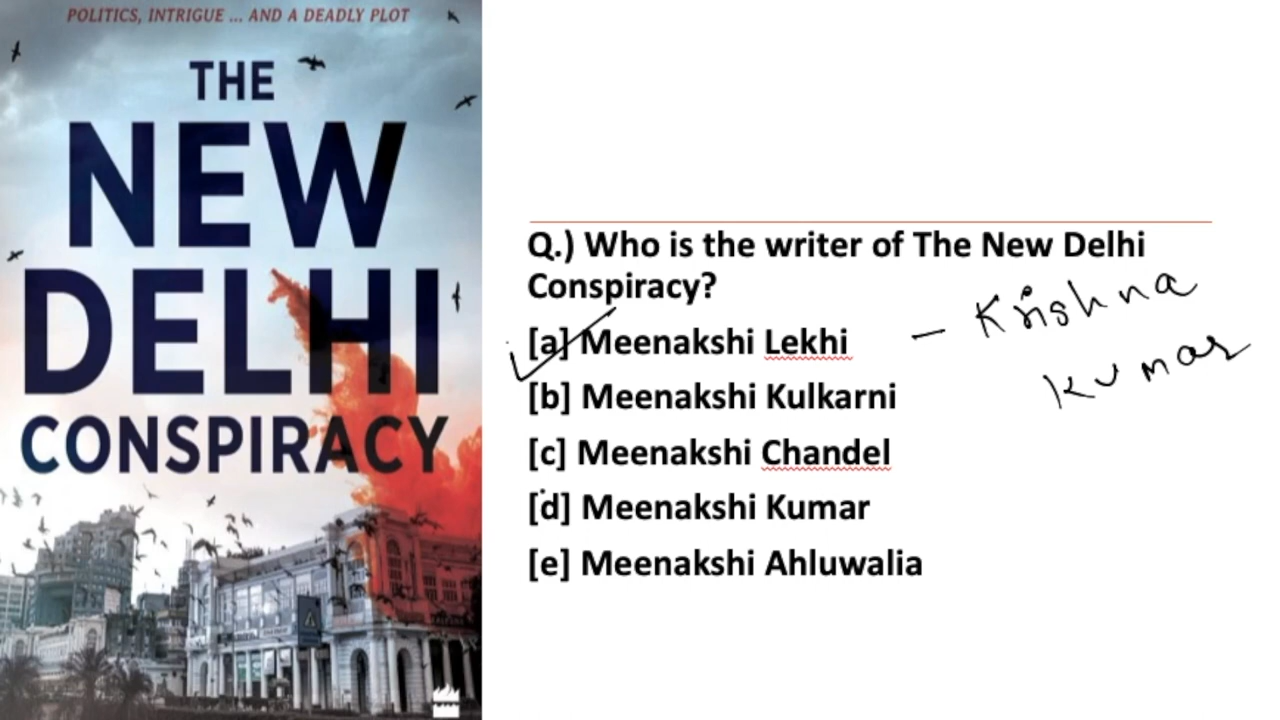 POLITICS, INTRIGUE ... AND A DEADLY PLOT
THE
NEW
DELHI
CONSPIRACY
Q.) Who is the writer of The New Delhi
Conspiracy?
[a] Meenakshi Lekhi
[b] Meenakshi Kulkarni
[c] Meenakshi Chandel
[d] Meenakshi Kumar
[e] Meenakshi Ahluwalia
– Krishna
Kumar